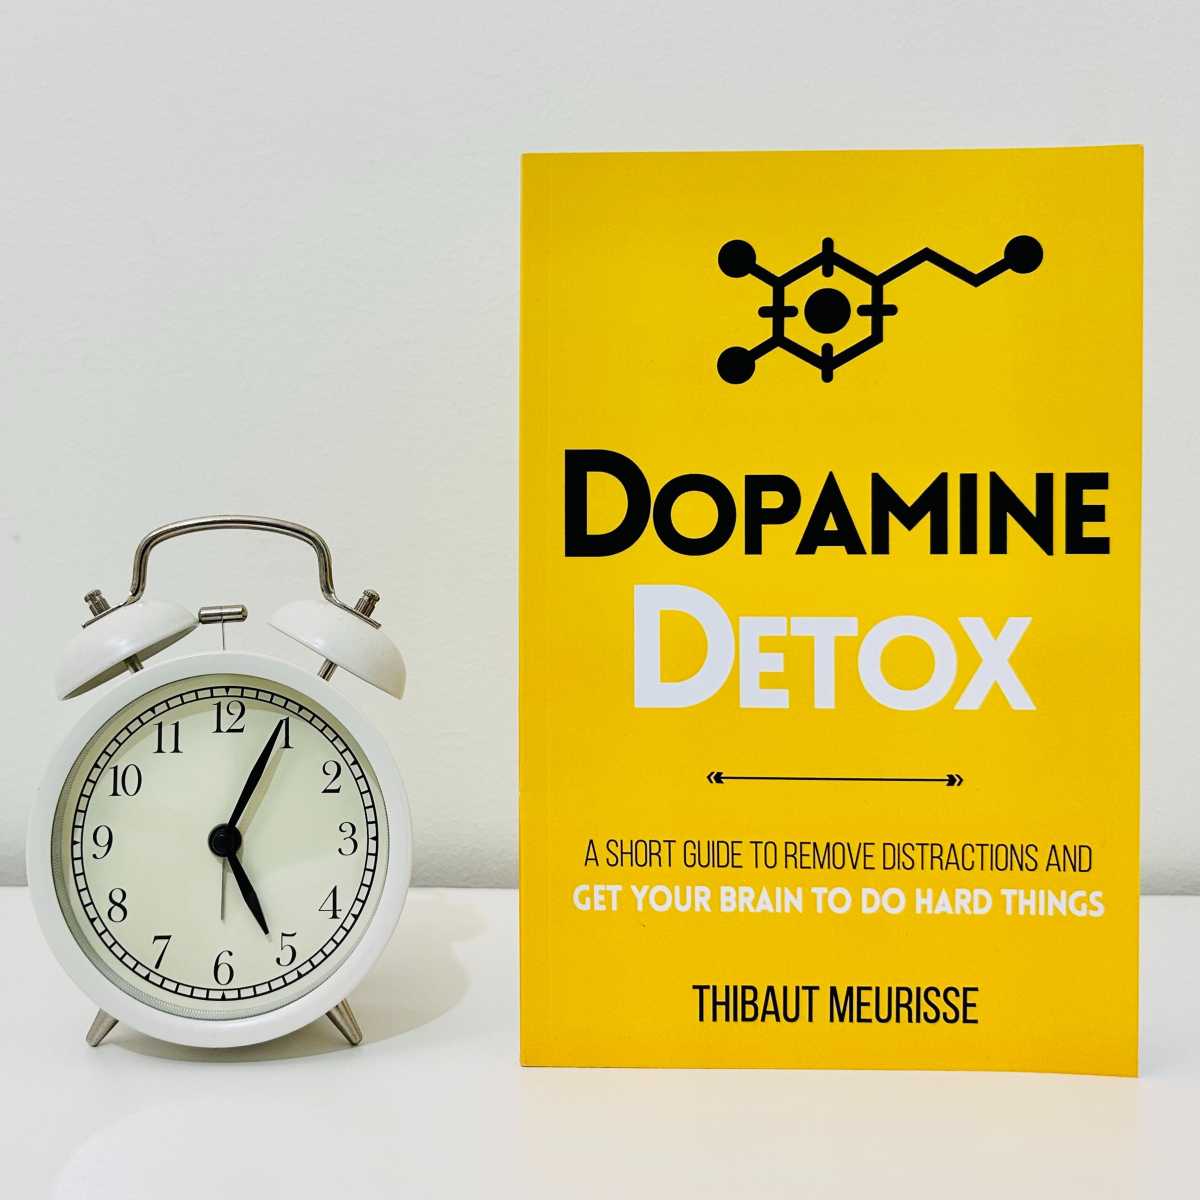 DOPAMINE
DETOX
A SHORT GUIDE TO REMOVE DISTRACTIONS AND
GET YOUR BRAIN TO DO HARD THINGS
THIBAUT MEURISSE
12
1
2
3
4
5
6
7
8
9
10
11